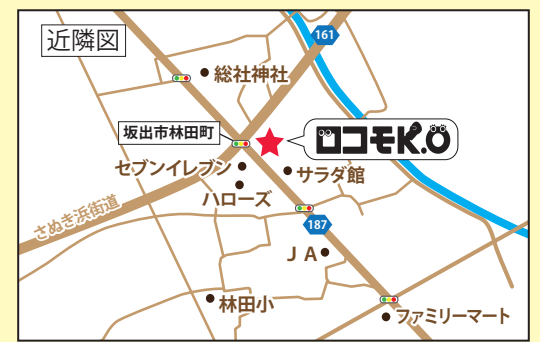 近隣図
161
総社神社
坂出市林田町
ロコモK.O
セブンイレブン
サラダ館
ハローズ
さぬき浜街道
187
JA
林田小
ファミリーマート